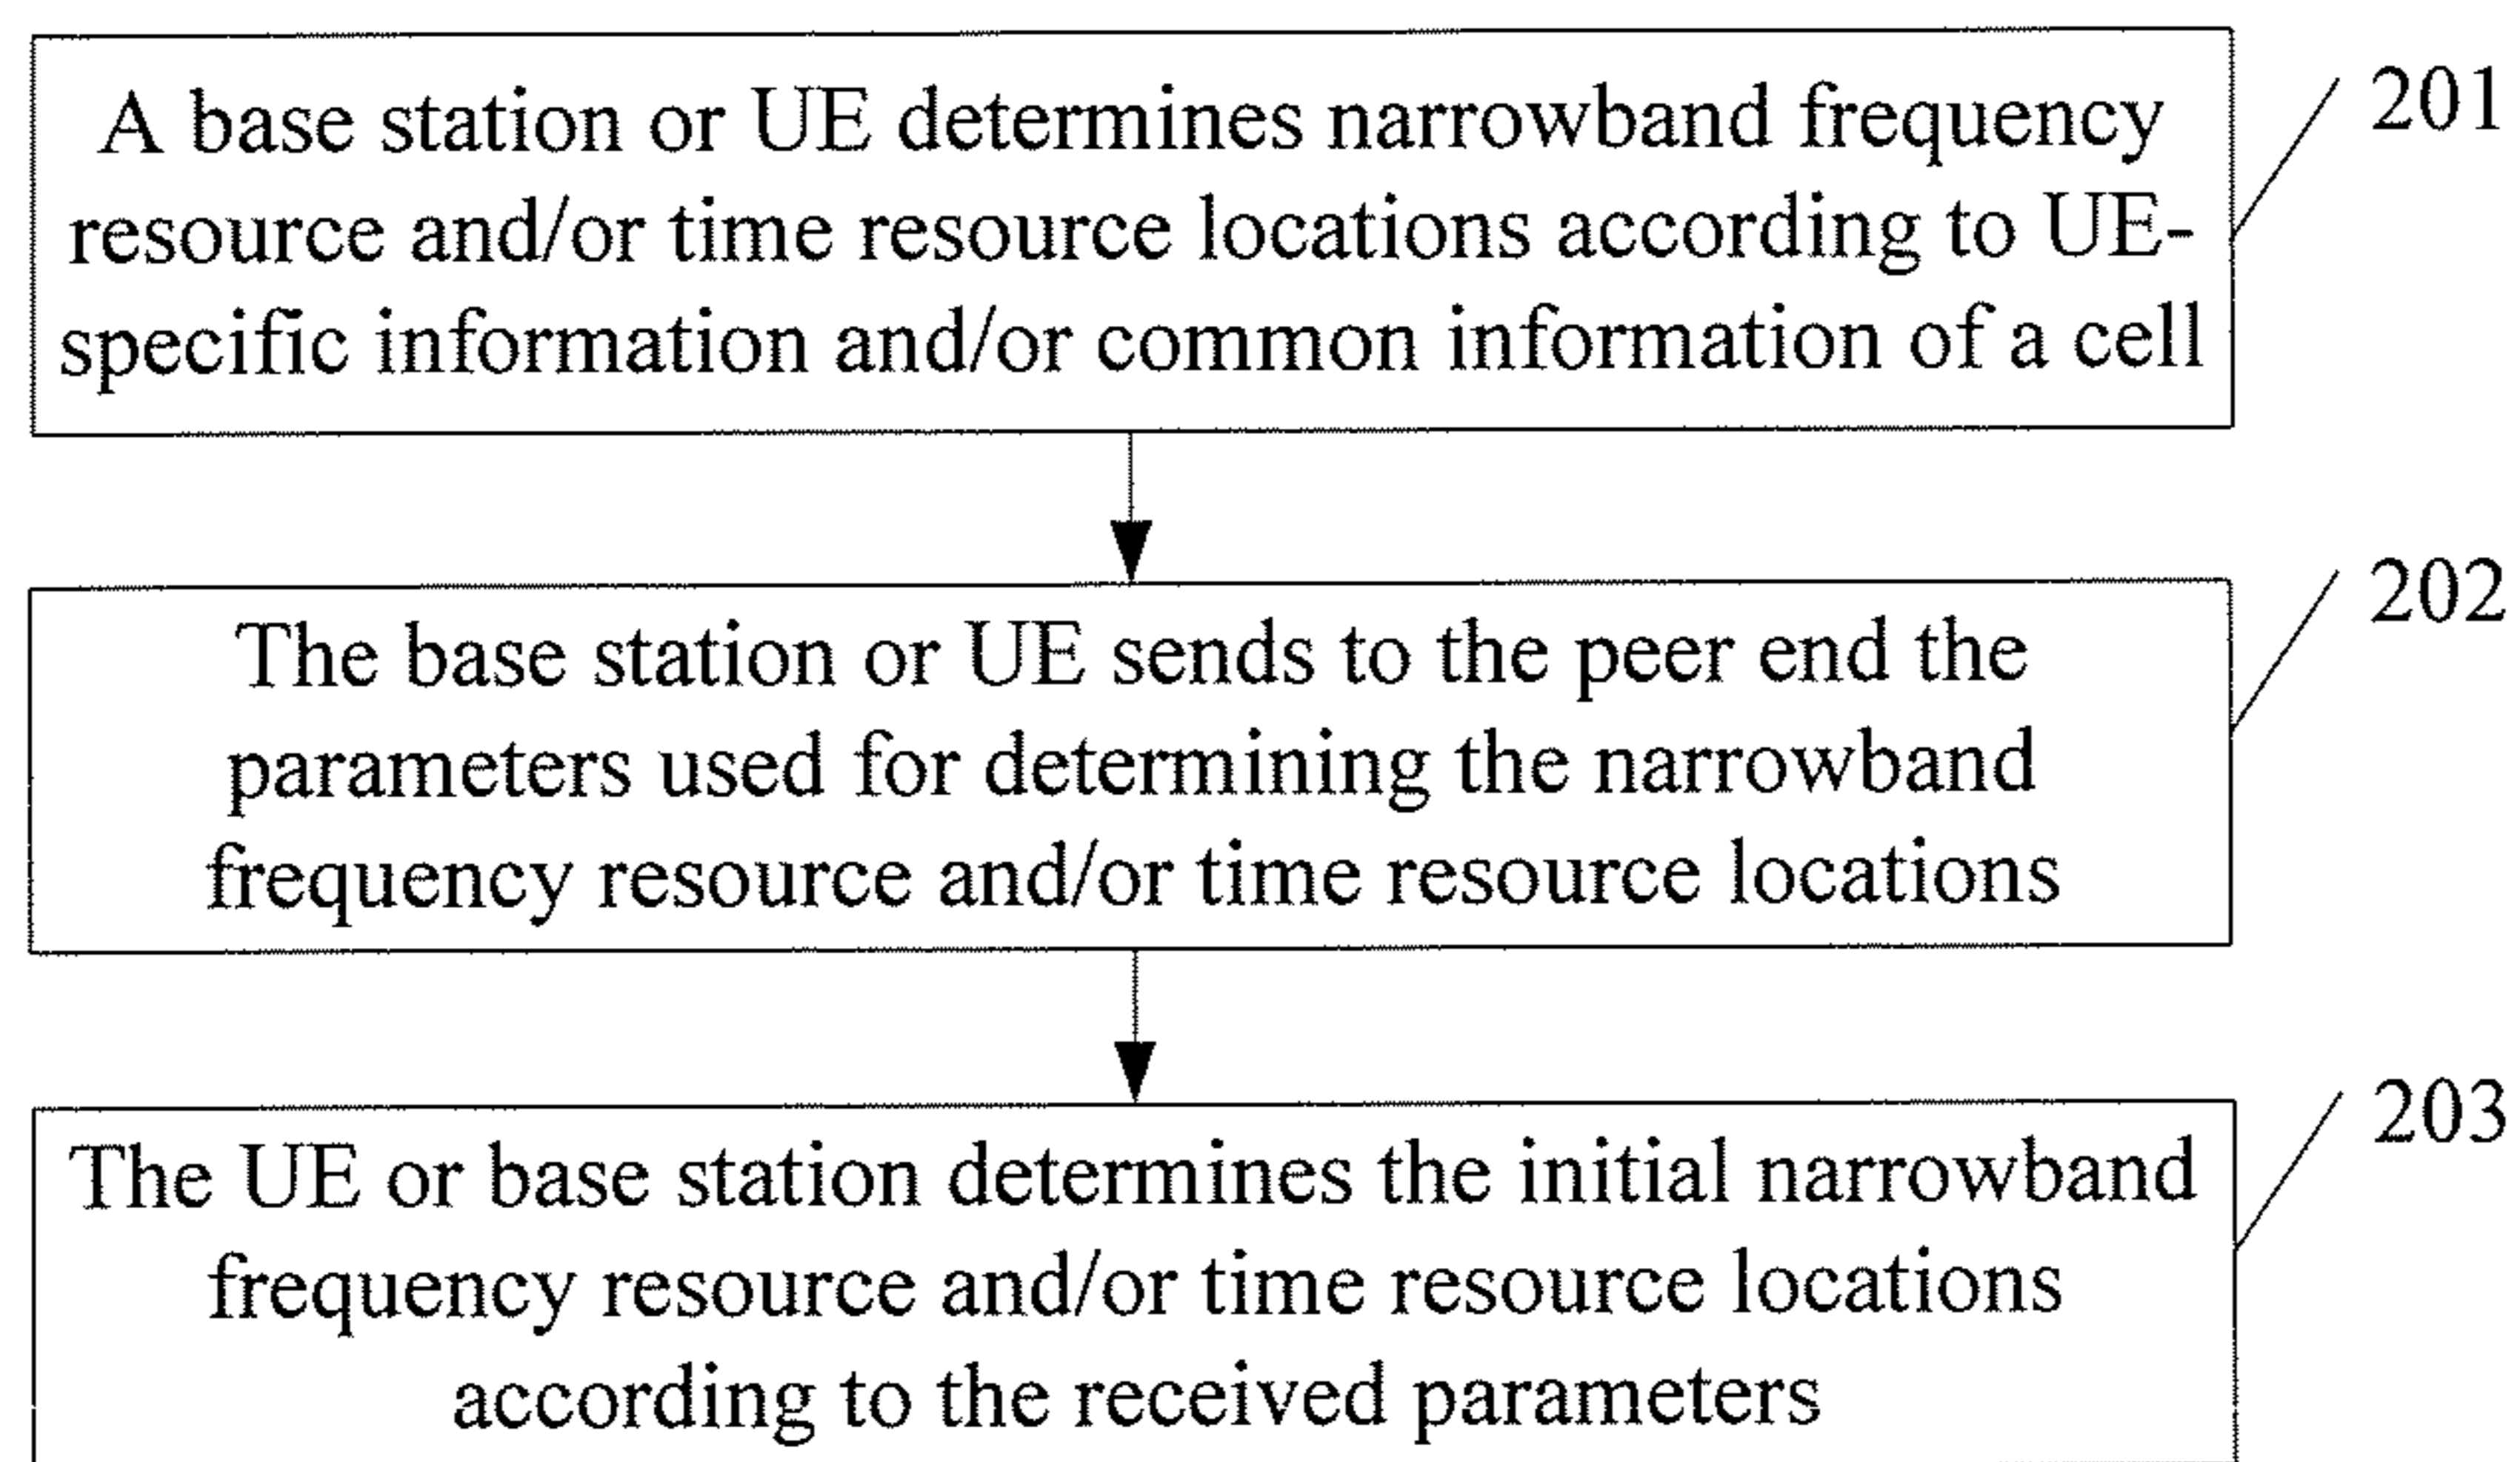 A base station or UE determines narrowband frequency
resource and/or time resource locations according to UE-
specific information and/or common information of a cell
201
The base station or UE sends to the peer end the
parameters used for determining the narrowband
frequency resource and/or time resource locations
202
The UE or base station determines the initial narrowband
frequency resource and/or time resource locations
according to the received parameters
203